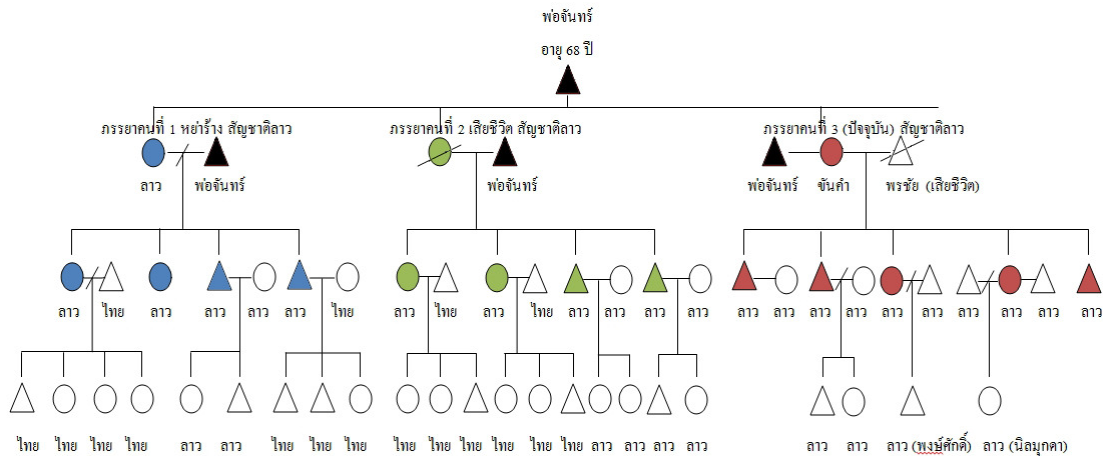 พ่อจันทร์
อายุ 68 ปี
ภรรยาคนที่ 1 หย่าร้าง สัญชาติลาว ภรรยาคนที่ 2 เสียชีวิต สัญชาติลาว ภรรยาคนที่ 3 (ปัจจุบัน) สัญชาติลาว
ลาว พ่อจันทร์ พ่อจันทร์ พ่อจันทร์ ขันคำ พรชัย (เสียชีวิต)
ลาว ไทย ลาว ลาว ลาว ลาว ไทย ลาว ไทย ลาว ไทย ลาว ลาว ลาว ลาว ลาว ลาว ลาว ลาว ลาว ลาว ลาว ลาว ลาว ลาว
ไทย ไทย ไทย ไทย ลาว ลาว ไทย ไทย ไทย ไทย ไทย ไทย ไทย ไทย ไทย ลาว ลาว ลาว ลาว ลาว ลาว ลาว (พงษ์ศักดิ์) ลาว (นิลมุกดา)